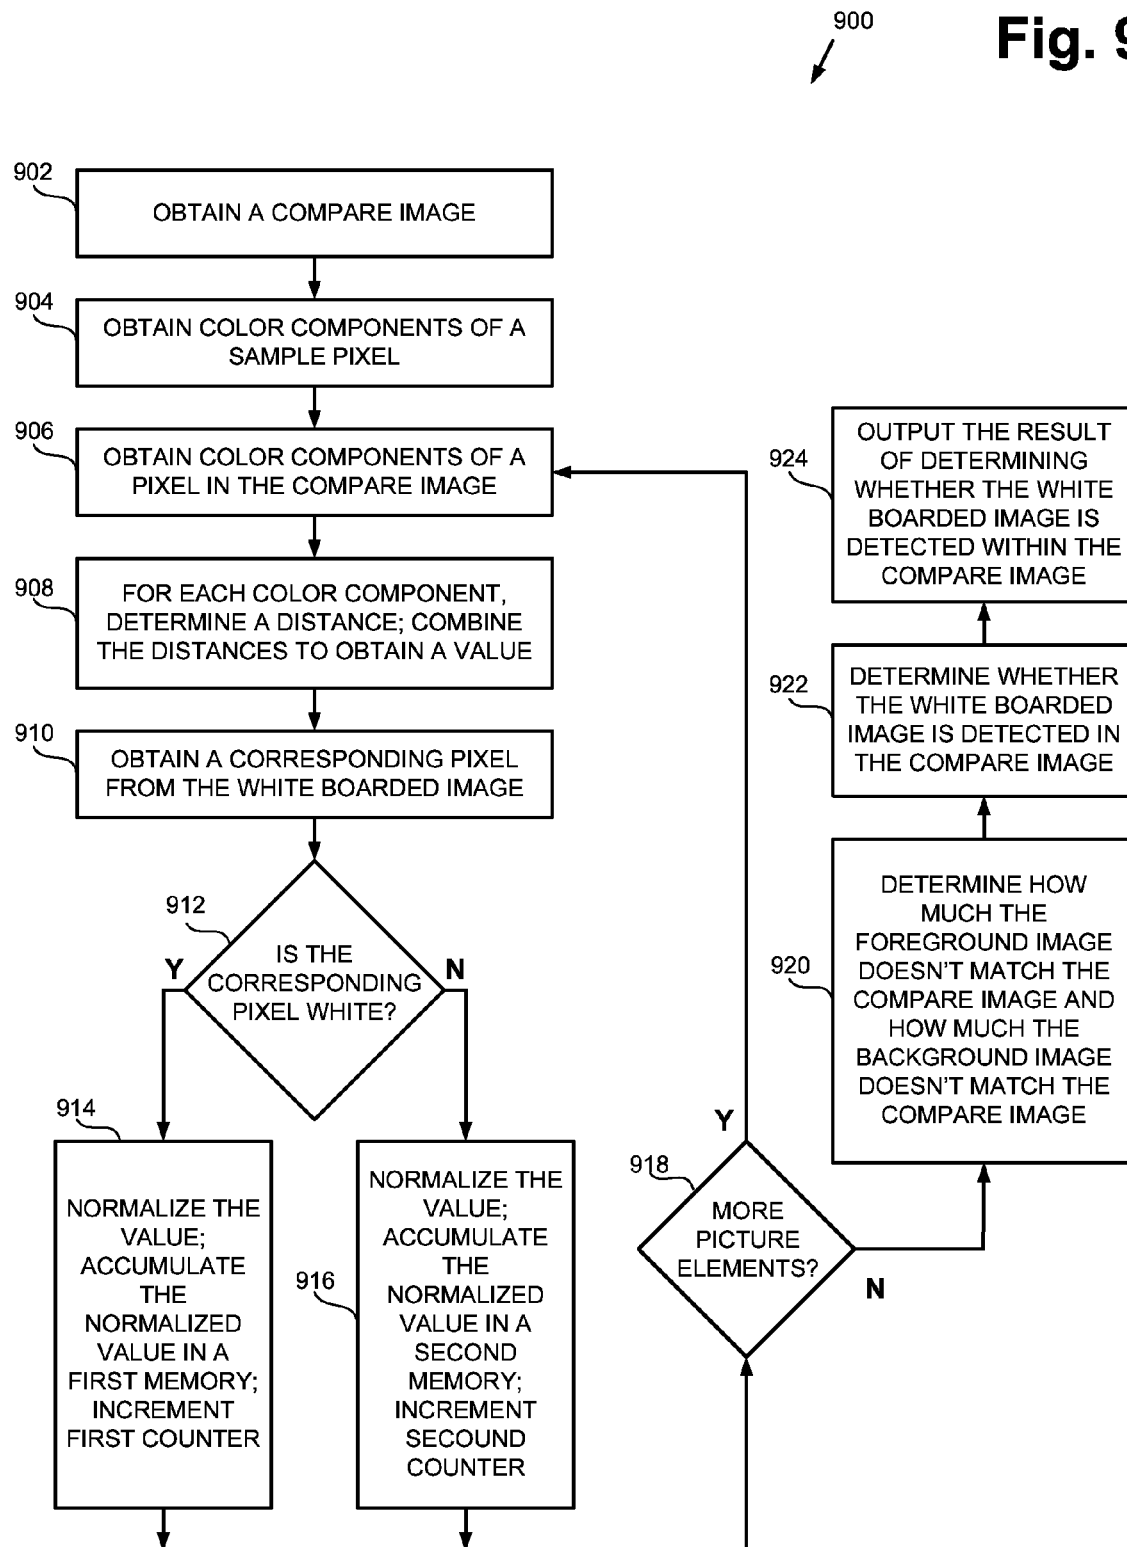 900
Fig. 9
902
OBTAIN A COMPARE IMAGE
904
OBTAIN COLOR COMPONENTS OF A
SAMPLE PIXEL
906
OBTAIN COLOR COMPONENTS OF A
PIXEL IN THE COMPARE IMAGE
908
FOR EACH COLOR COMPONENT,
DETERMINE A DISTANCE; COMBINE
THE DISTANCES TO OBTAIN A VALUE
910
OBTAIN A CORRESPONDING PIXEL
FROM THE WHITE BOARDED IMAGE
912
IS THE
CORRESPONDING
PIXEL WHITE?
Y
N
914
NORMALIZE THE
VALUE;
ACCUMULATE
THE
NORMALIZED
VALUE IN A
FIRST MEMORY;
INCREMENT
FIRST COUNTER
916
NORMALIZE THE
VALUE;
ACCUMULATE
THE
NORMALIZED
VALUE IN A
SECOND
MEMORY;
INCREMENT
SECOUND
COUNTER
918
MORE
PICTURE
ELEMENTS?
Y
N
920
DETERMINE HOW
MUCH THE
FOREGROUND IMAGE
DOESN'T MATCH THE
COMPARE IMAGE AND
HOW MUCH THE
BACKGROUND IMAGE
DOESN'T MATCH THE
COMPARE IMAGE
922
DETERMINE WHETHER
THE WHITE BOARDED
IMAGE IS DETECTED IN
THE COMPARE IMAGE
924
OUTPUT THE RESULT
OF DETERMINING
WHETHER THE WHITE
BOARDED IMAGE IS
DETECTED WITHIN THE
COMPARE IMAGE